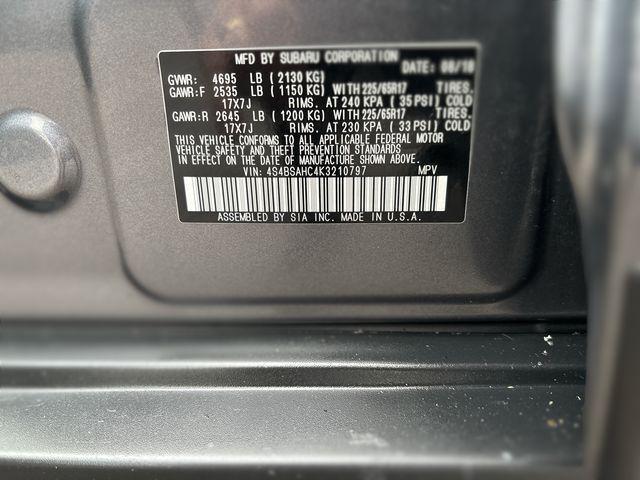 MFD BY SUBARU CORPORATION DATE: 08/18
GVWR: 4695 LB (2130 KG)
GAWR:F 2535 LB (1150 KG) WITH 225/65R17 TIRES.
17X7J RIMS. AT 240 KPA (35 PSI) COLD
GAWR:R 2645 LB (1200 KG) WITH 225/65R17 TIRES.
17X7J RIMS. AT 230 KPA (33 PSI) COLD
THIS VEHICLE CONFORMS TO ALL APPLICABLE FEDERAL MOTOR
VEHICLE SAFETY AND THEFT PREVENTION STANDARDS
IN EFFECT ON THE DATE OF MANUFACTURE SHOWN ABOVE.
VIN: 4S4BSAHC4K3210797 MPV
ASSEMBLED BY SIA INC. MADE IN U.S.A.